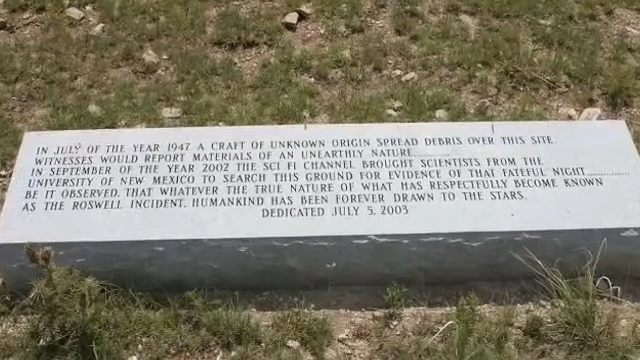 IN JULY OF THE YEAR 1947 A CRAFT OF UNKNOWN ORIGIN SPREAD DEBRIS OVER THIS SITE.
WITNESSES WOULD REPORT MATERIALS OF AN UNEARTHLY NATURE...........
IN SEPTEMBER OF THE YEAR 2002 THE SCI FI CHANNEL BROUGHT SCIENTISTS FROM THE
UNIVERSITY OF NEW MEXICO TO SEARCH THIS GROUND FOR EVIDENCE OF THAT FATEFUL NIGHT............
BE IT OBSERVED, THAT WHATEVER THE TRUE NATURE OF WHAT HAS RESPECTFULLY BECOME KNOWN
AS THE ROSWELL INCIDENT, HUMANKIND HAS BEEN FOREVER DRAWN TO THE STARS.
DEDICATED JULY 5, 2003